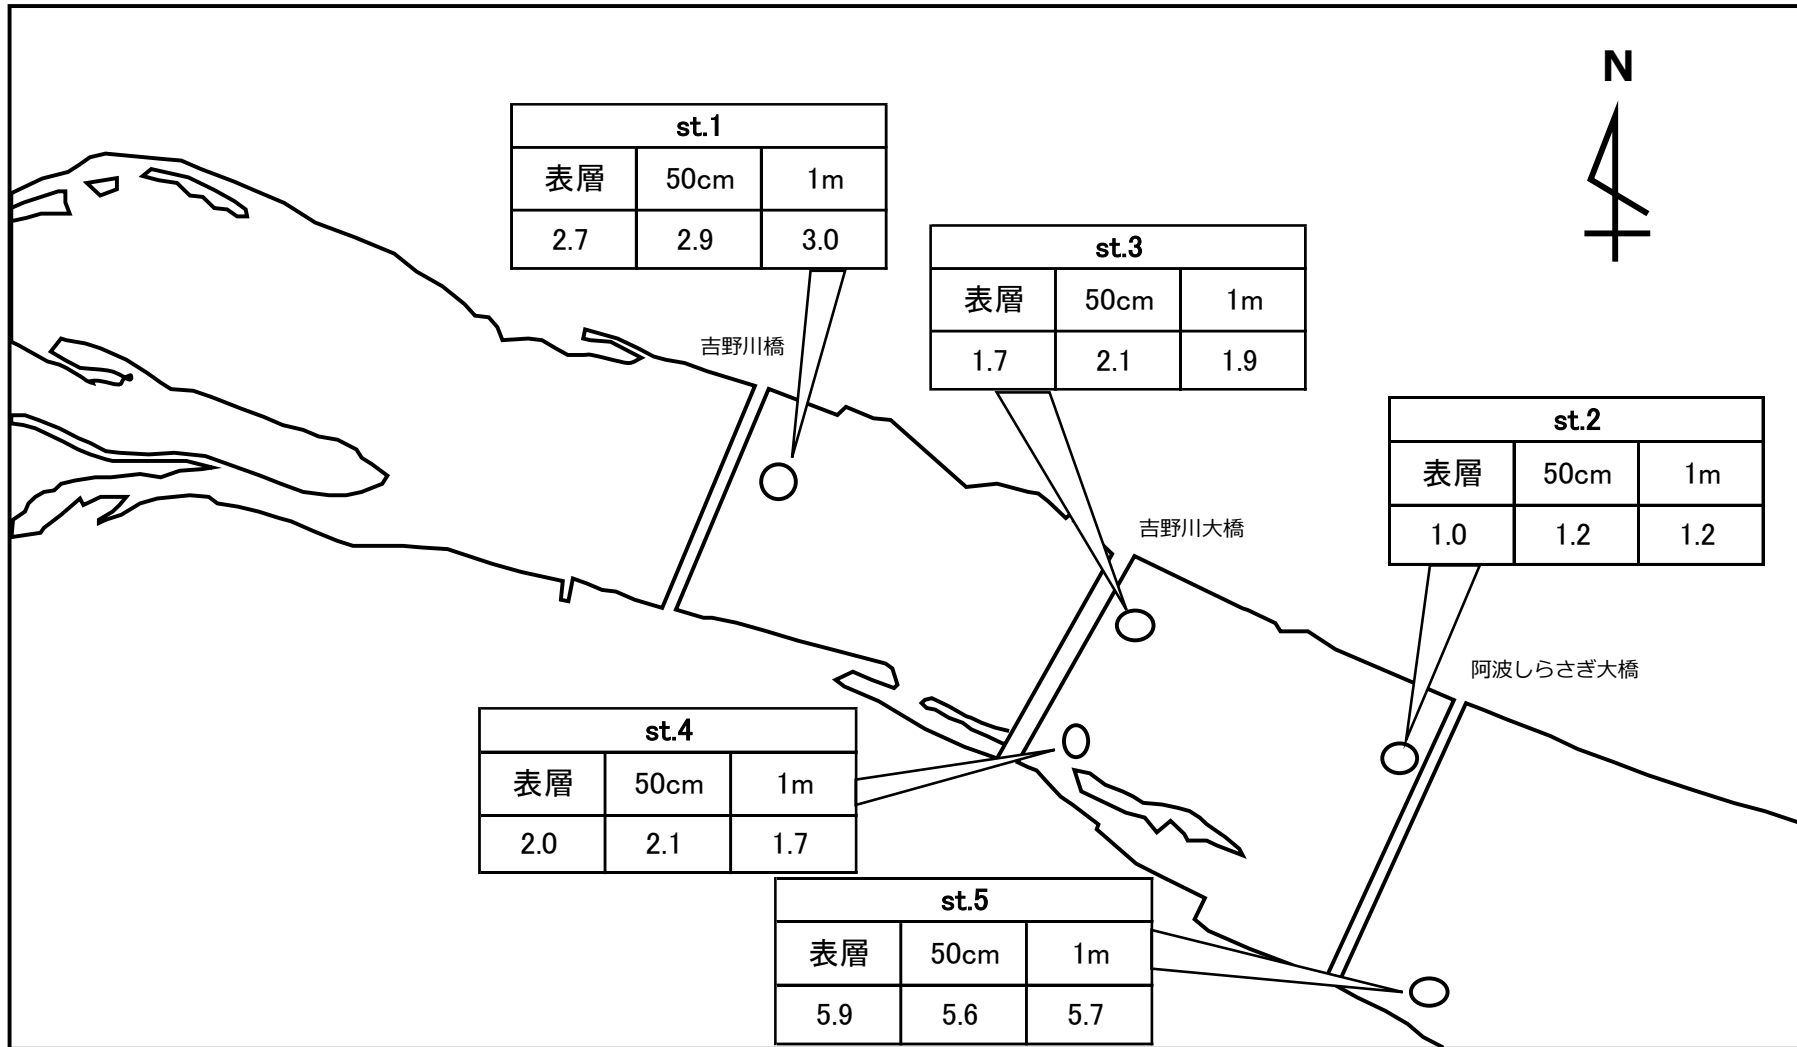 N
st.1
表層 50cm 1m
2.7 2.9 3.0
st.3
表層 50cm 1m
1.7 2.1 1.9
吉野川橋
st.2
表層 50cm 1m
1.0 1.2 1.2
吉野川大橋
阿波しらさぎ大橋
st.4
表層 50cm 1m
2.0 2.1 1.7
st.5
表層 50cm 1m
5.9 5.6 5.7